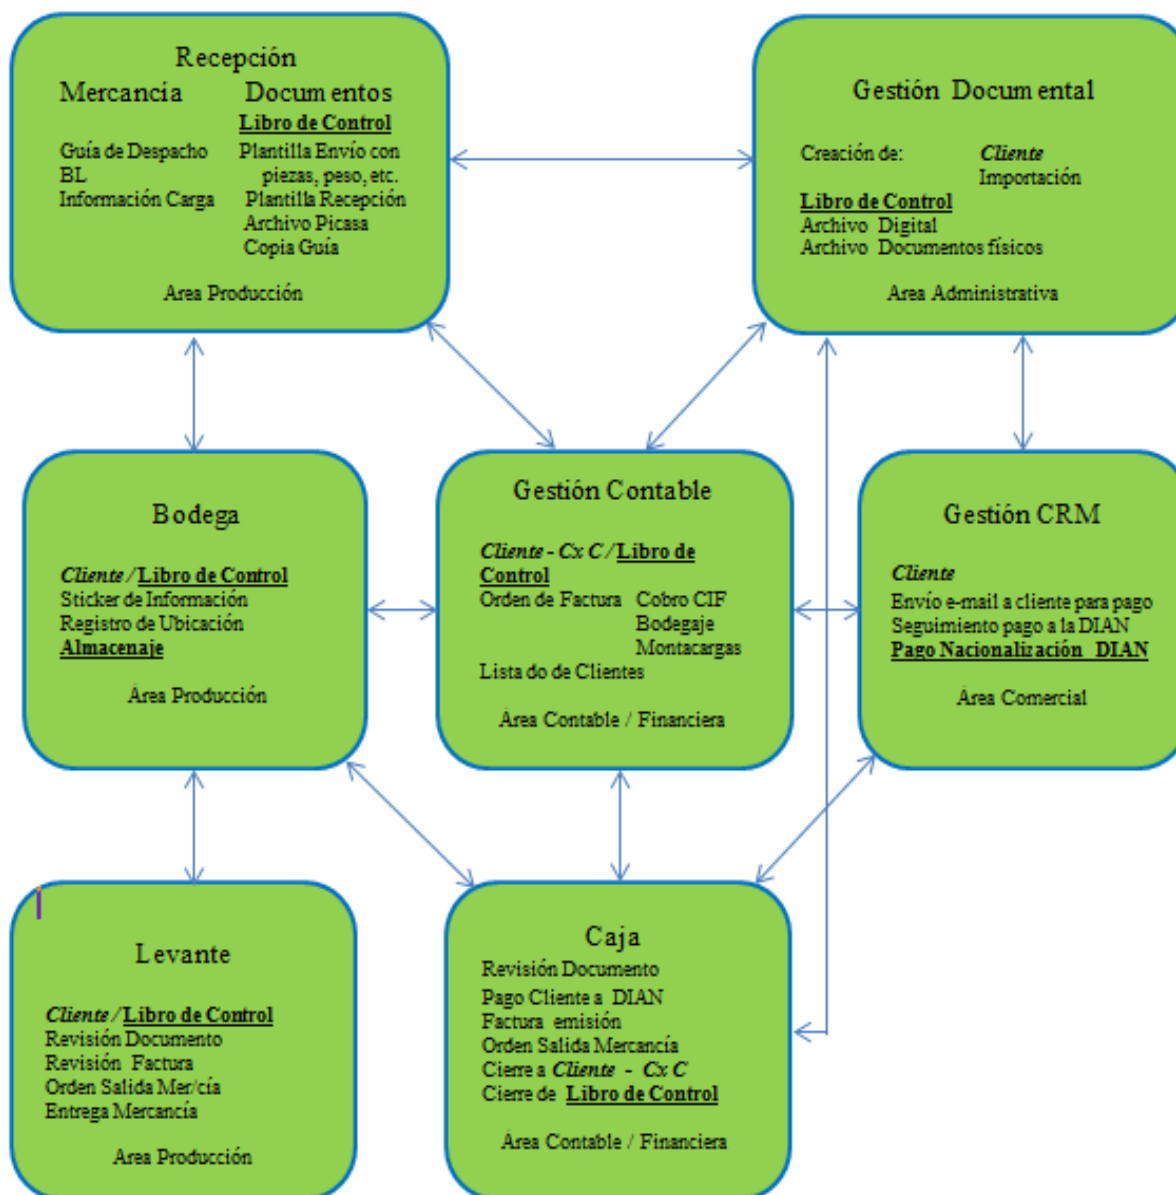 Recepción
Mercancía Documentos
Libro de Control
Guía de Despacho Plantilla Envío con
BL piezas, peso, etc.
Información Carga Plantilla Recepción
Archivo Picasa
Copia Guía
Area Producción
Gestión Documental
Creación de: Cliente
Importación
Libro de Control
Archivo Digital
Archivo Documentos físicos
Area Administrativa
Bodega
Cliente / Libro de Control
Sticker de Información
Registro de Ubicación
Almacenaje
Área Producción
Gestión Contable
Cliente - Cx C / Libro de
Control
Orden de Factura Cobro CIF
Bodegaje
Montacargas
Lista do de Clientes
Área Contable / Financiera
Gestión CRM
Cliente
Envío e-mail a cliente para pago
Seguimiento pago a la DIAN
Pago Nacionalización DIAN
Área Comercial
Levante
Cliente / Libro de Control
Revisión Documento
Revisión Factura
Orden Salida Mer/cía
Entrega Mercancía
Area Producción
Caja
Revisión Documento
Pago Cliente a DIAN
Factura emisión
Orden Salida Mercancía
Cierre a Cliente - Cx C
Cierre de Libro de Control
Área Contable / Financiera